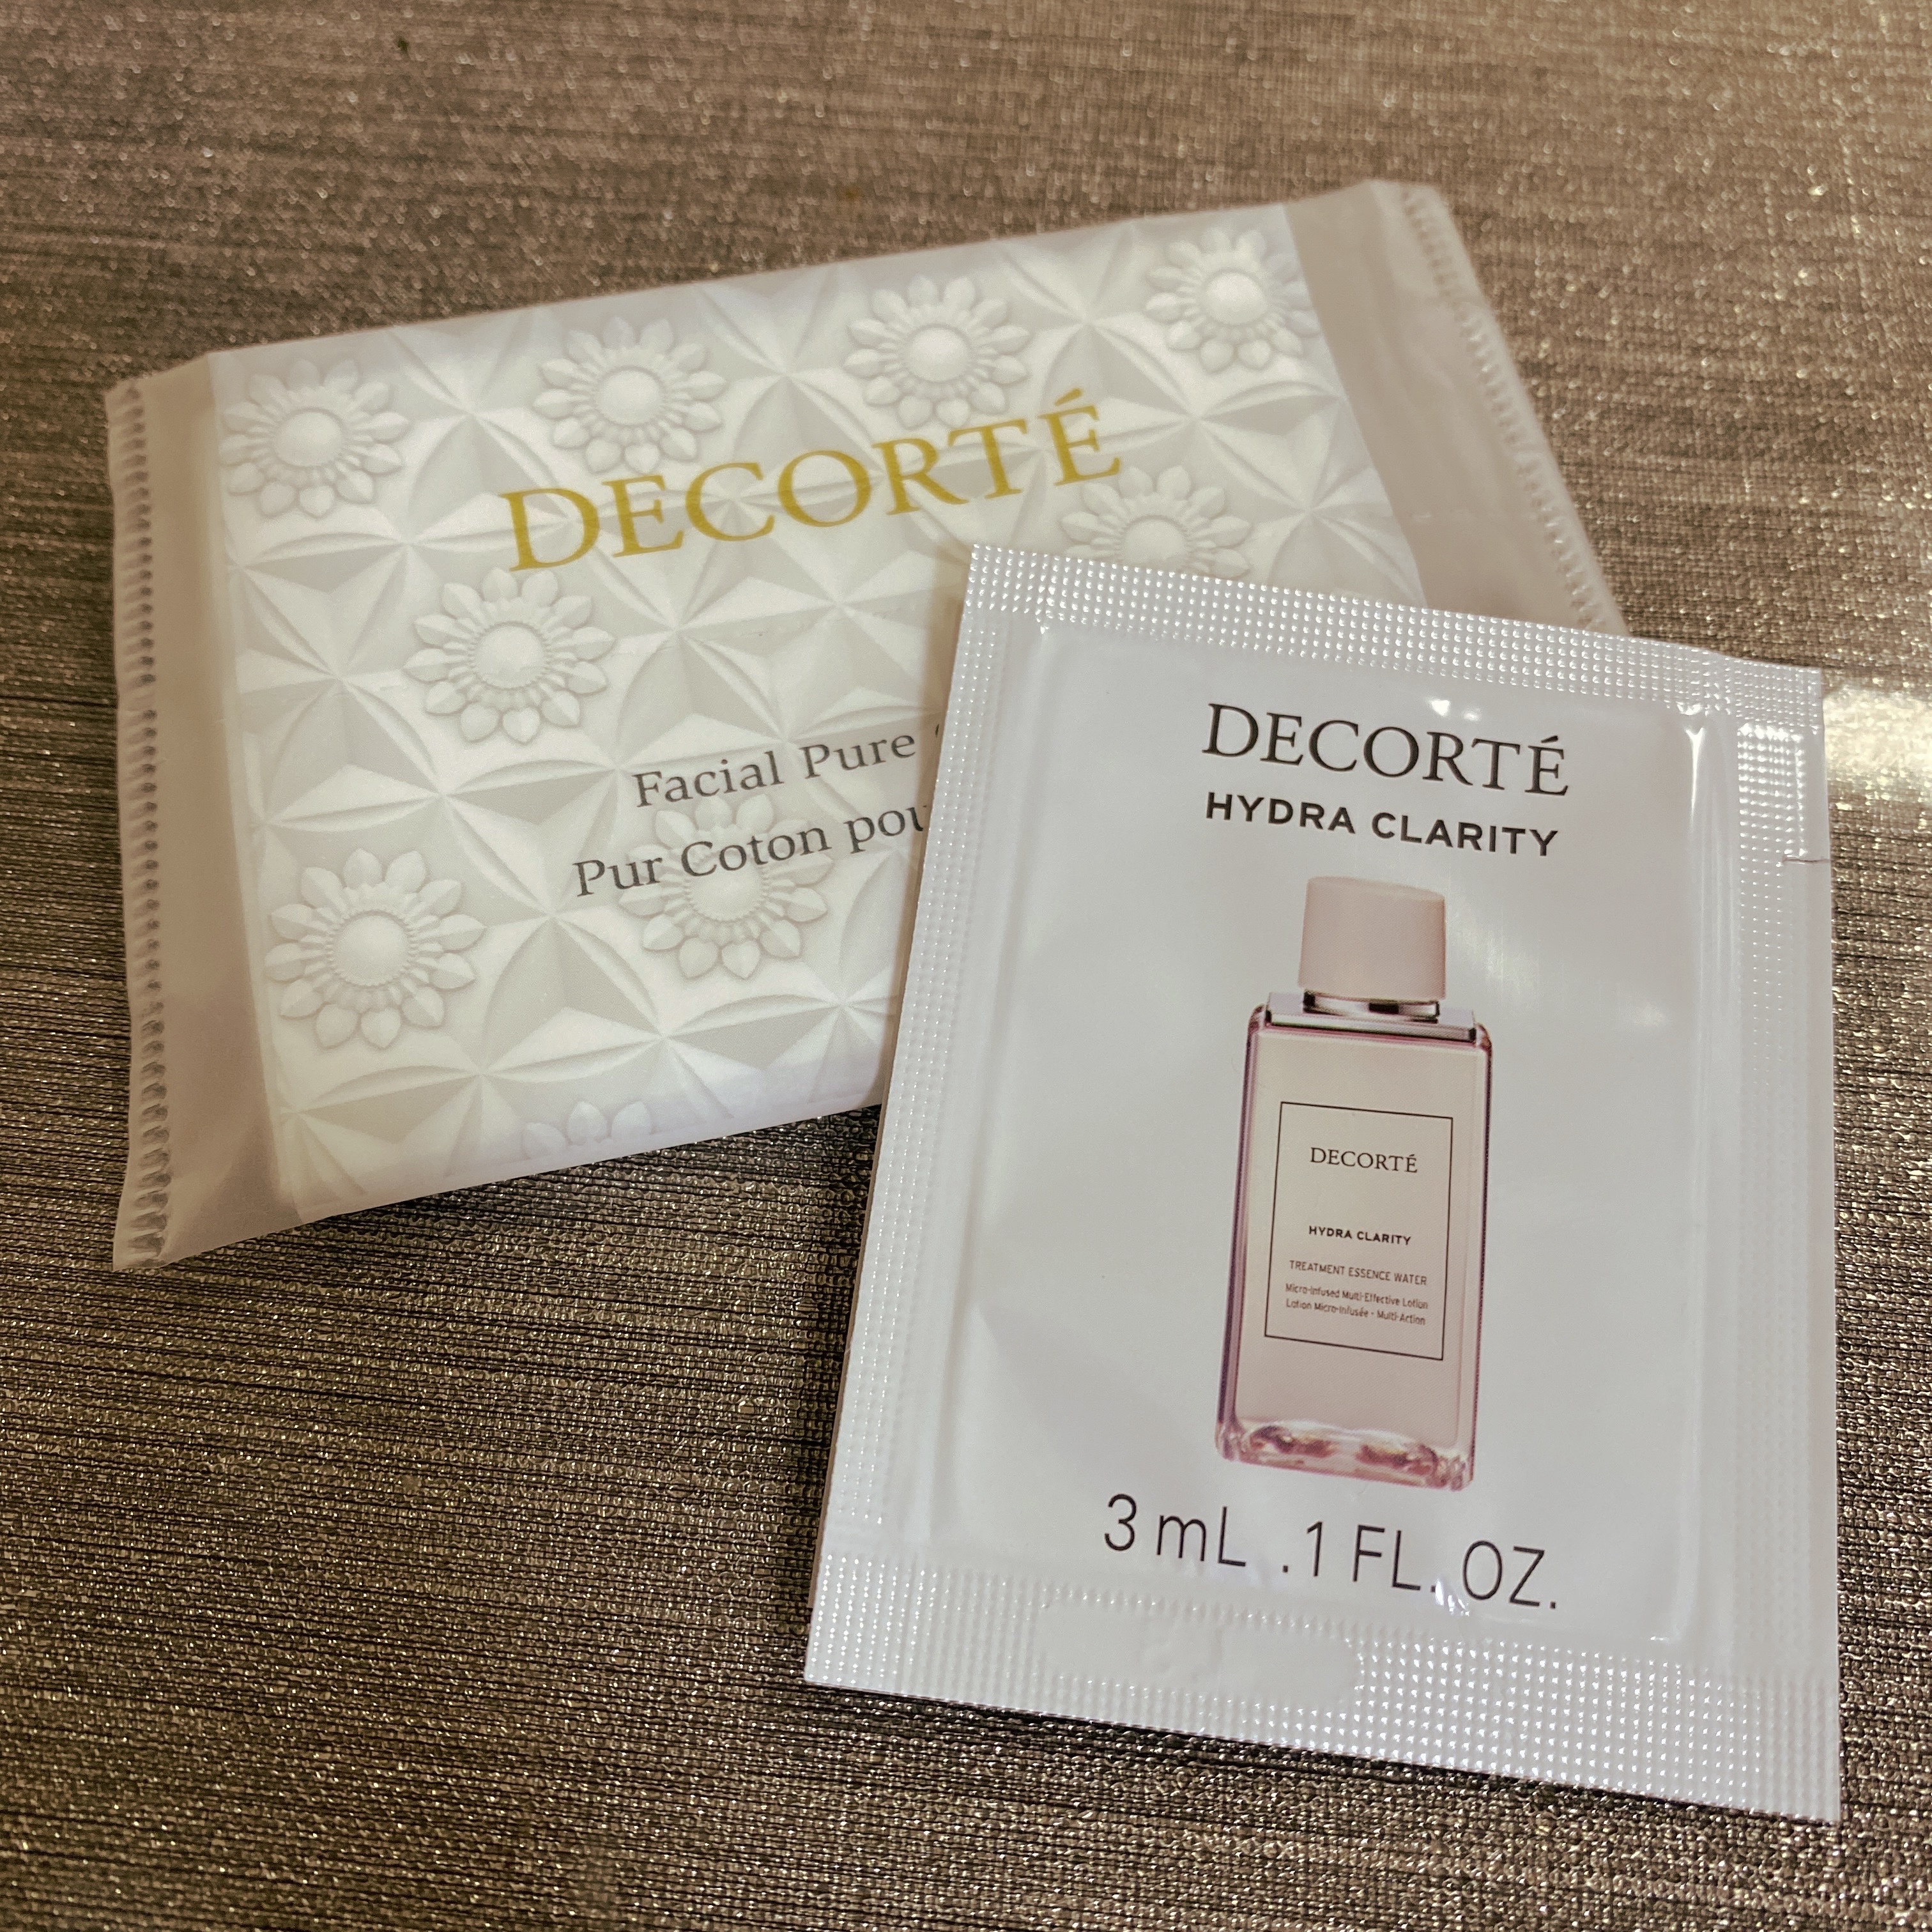 DECORTÉ
Facial Pure
Pur Coton
DECORTÉ
HYDRA CLARITY
DECORTÉ
HYDRA CLARITY
TREATMENT ESSENCE WATER
Micro-Infused Multi-Effective Lotion
Lotion Micro-Infusée - Multi-Action
3 mL .1 FL. OZ.